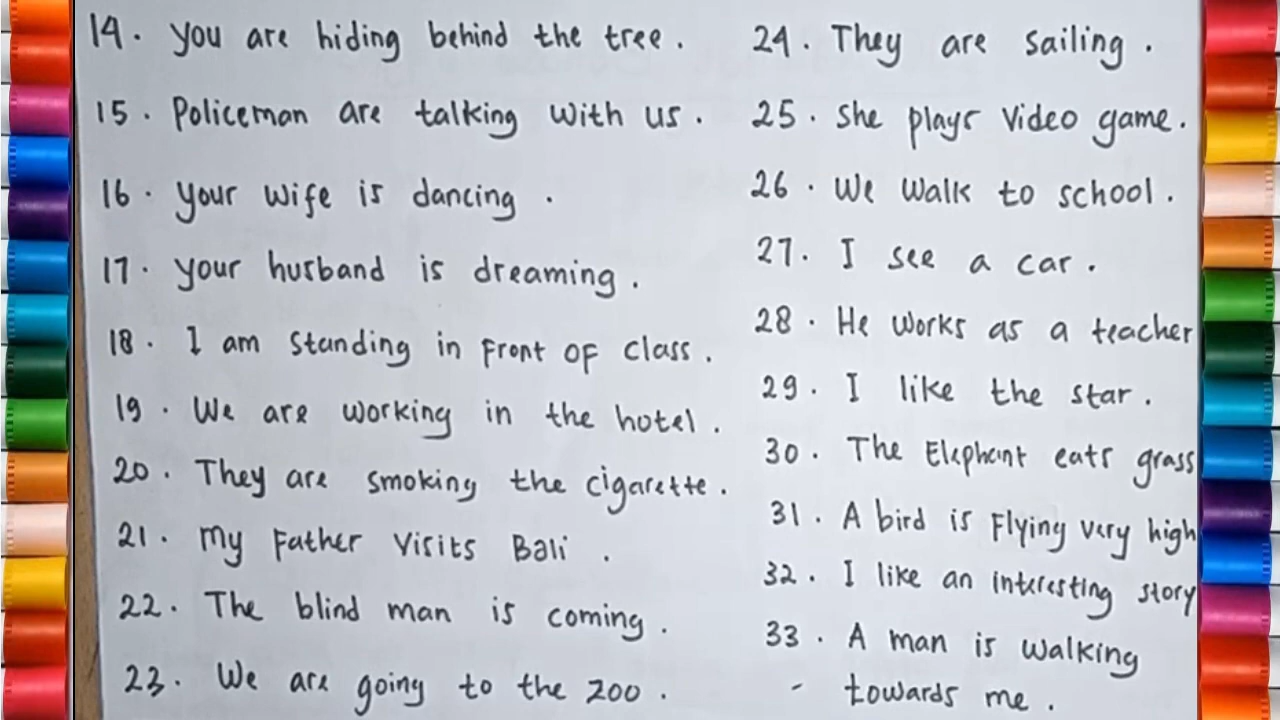 14. You are hiding behind the tree.
15. Policeman are talking with us.
16. Your wife is dancing.
17. Your husband is dreaming.
18. I am standing in front of class.
19. We are working in the hotel.
20. They are smoking the cigarette.
21. My Father visits Bali.
22. The blind man is coming.
23. We are going to the zoo.
24. They are sailing.
25. She plays video game.
26. We walk to school.
27. I see a car.
28. He works as a teacher
29. I like the star.
30. The Elephant eats grass
31. A bird is Flying very high
32. I like an interesting story
33. A man is walking
- towards me.